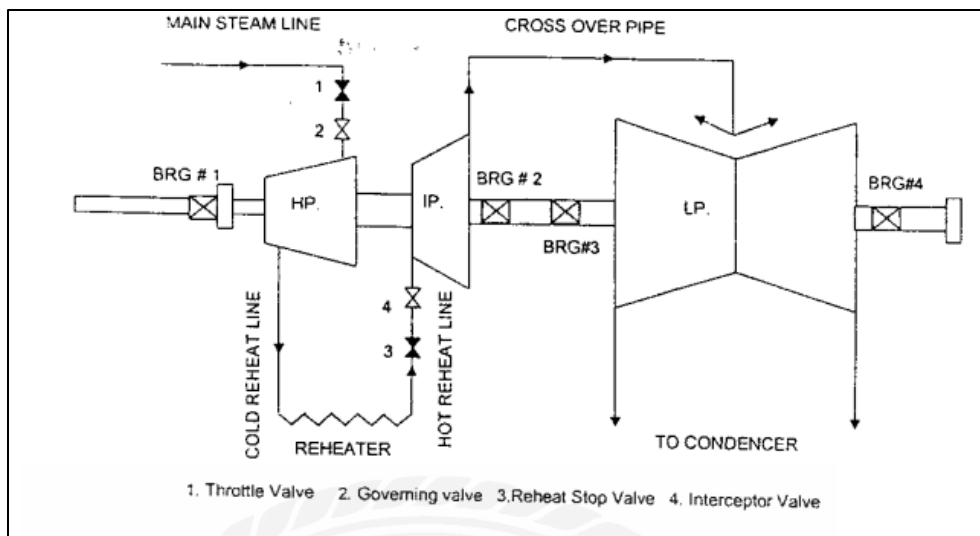 MAIN STEAM LINE
CROSS OVER PIPE
1
2
BRG # 1
HP.
IP.
BRG # 2
BRG#3
LP.
BRG#4
4
3
COLD REHEAT LINE
HOT REHEAT LINE
REHEATER
TO CONDENCER
1. Throttle Valve 2. Governing valve 3.Reheat Stop Valve 4. Interceptor Valve